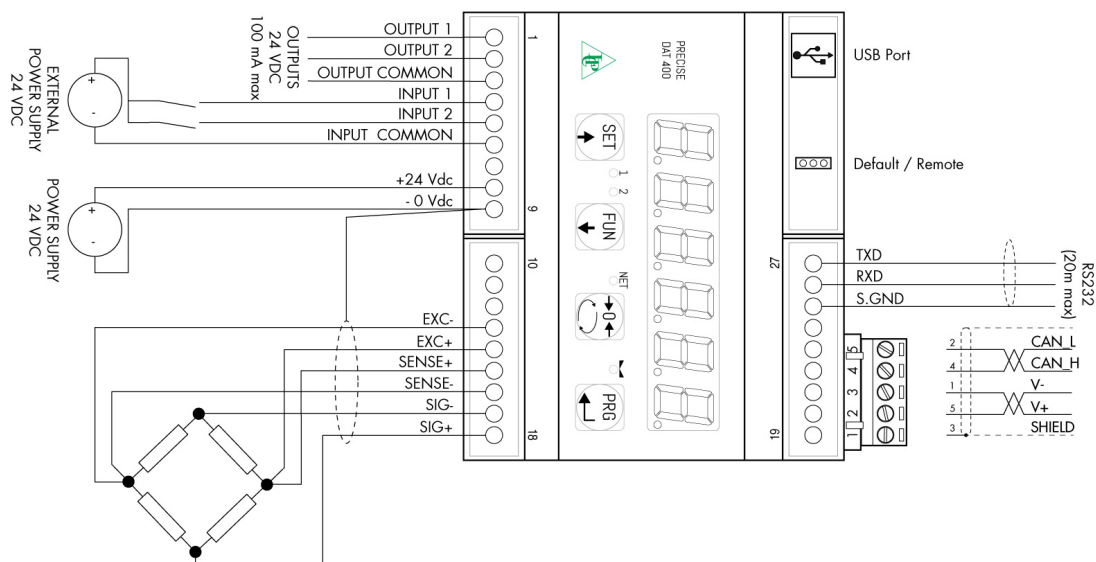 OUTPUT 1
OUTPUT 2
OUTPUT COMMON
INPUT 1
INPUT 2
INPUT COMMON
+24 Vdc
- 0 Vdc
OUTPUTS
24 VDC
100 mA max
EXTERNAL
POWER SUPPLY
24 VDC
+
-
POWER SUPPLY
24 VDC
+
-
EXC-
EXC+
SENSE+
SENSE-
SIG-
SIG+
1
9
10
18
PRECISE
DAT 400
SET
1
2
FUN
NET
0
PRG
USB Port
Default / Remote
27
19
TXD
RXD
S.GND
RS232
(20m max)
5
4
3
2
1
2 CAN_L
4 CAN_H
1 V-
5 V+
3 SHIELD